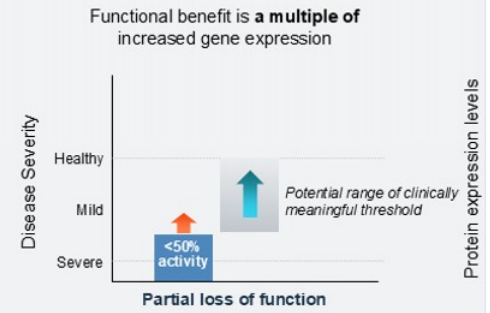 Functional benefit is a multiple of
increased gene expression
Disease Severity
Healthy
Mild
Severe
<50%
activity
Potential range of clinically
meaningful threshold
Protein expression levels
Partial loss of function